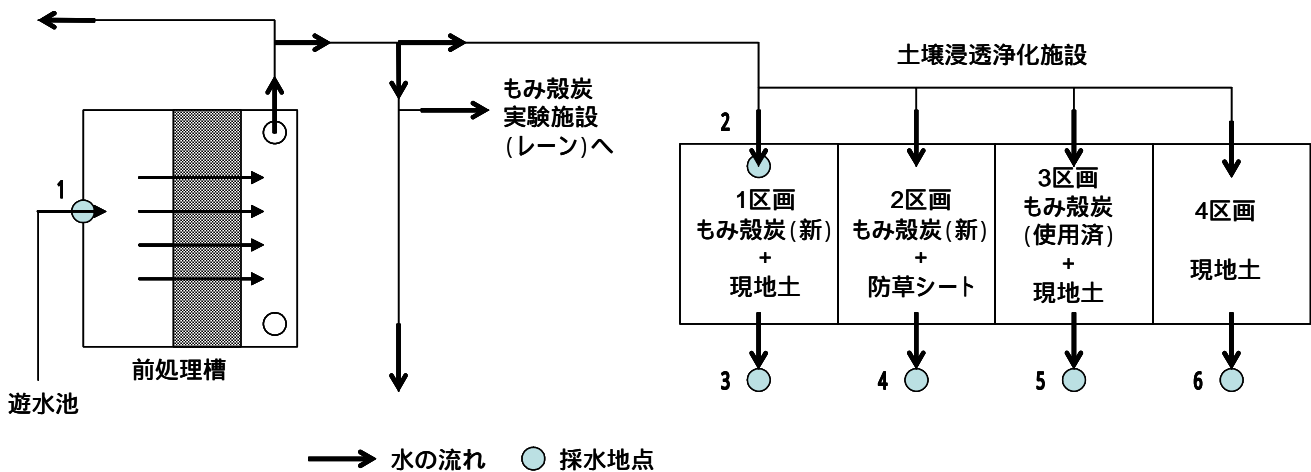 土壌浸透浄化施設
もみ殻炭
実験施設
(レーン)へ
2
1
1区画
もみ殻炭(新)
+
現地土
2区画
もみ殻炭(新)
+
防草シート
3区画
もみ殻炭
(使用済)
+
現地土
4区画
現地土
前処理槽
遊水池
3
4
5
6
水の流れ
採水地点